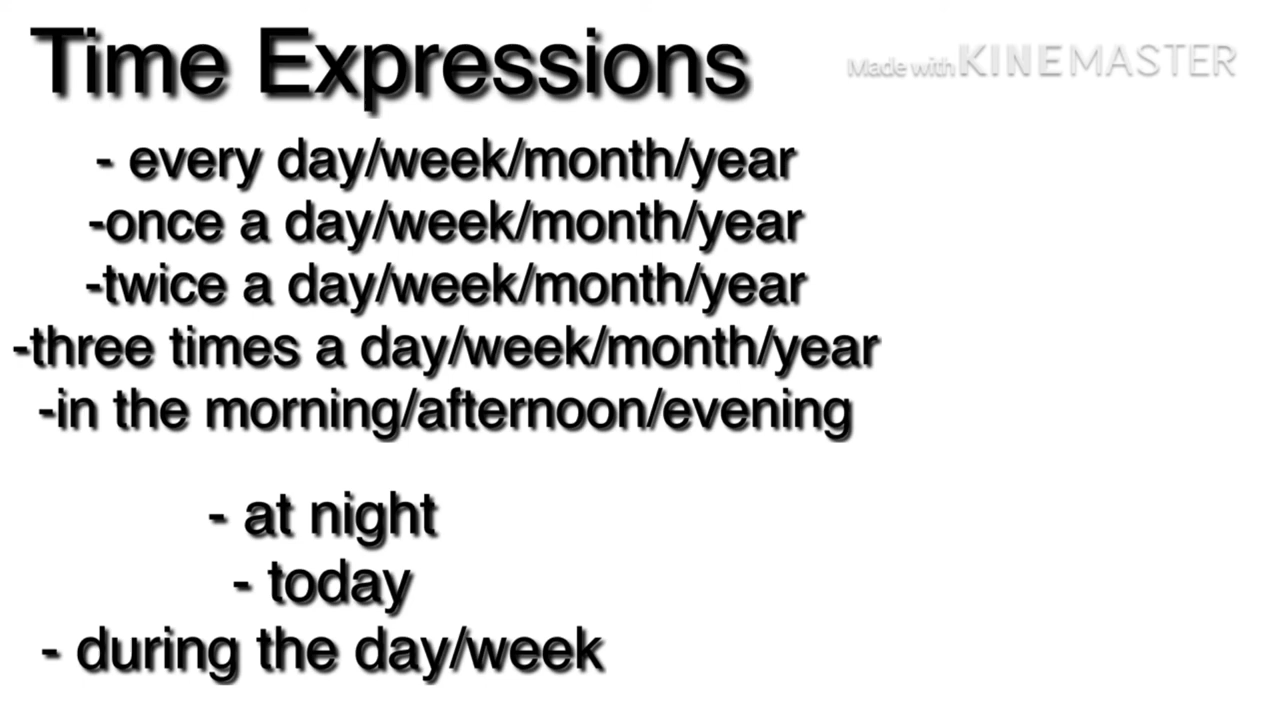 Time Expressions
Made with KINEMASTER
- every day/week/month/year
-once a day/week/month/year
-twice a day/week/month/year
-three times a day/week/month/year
-in the morning/afternoon/evening
- at night
- today
- during the day/week